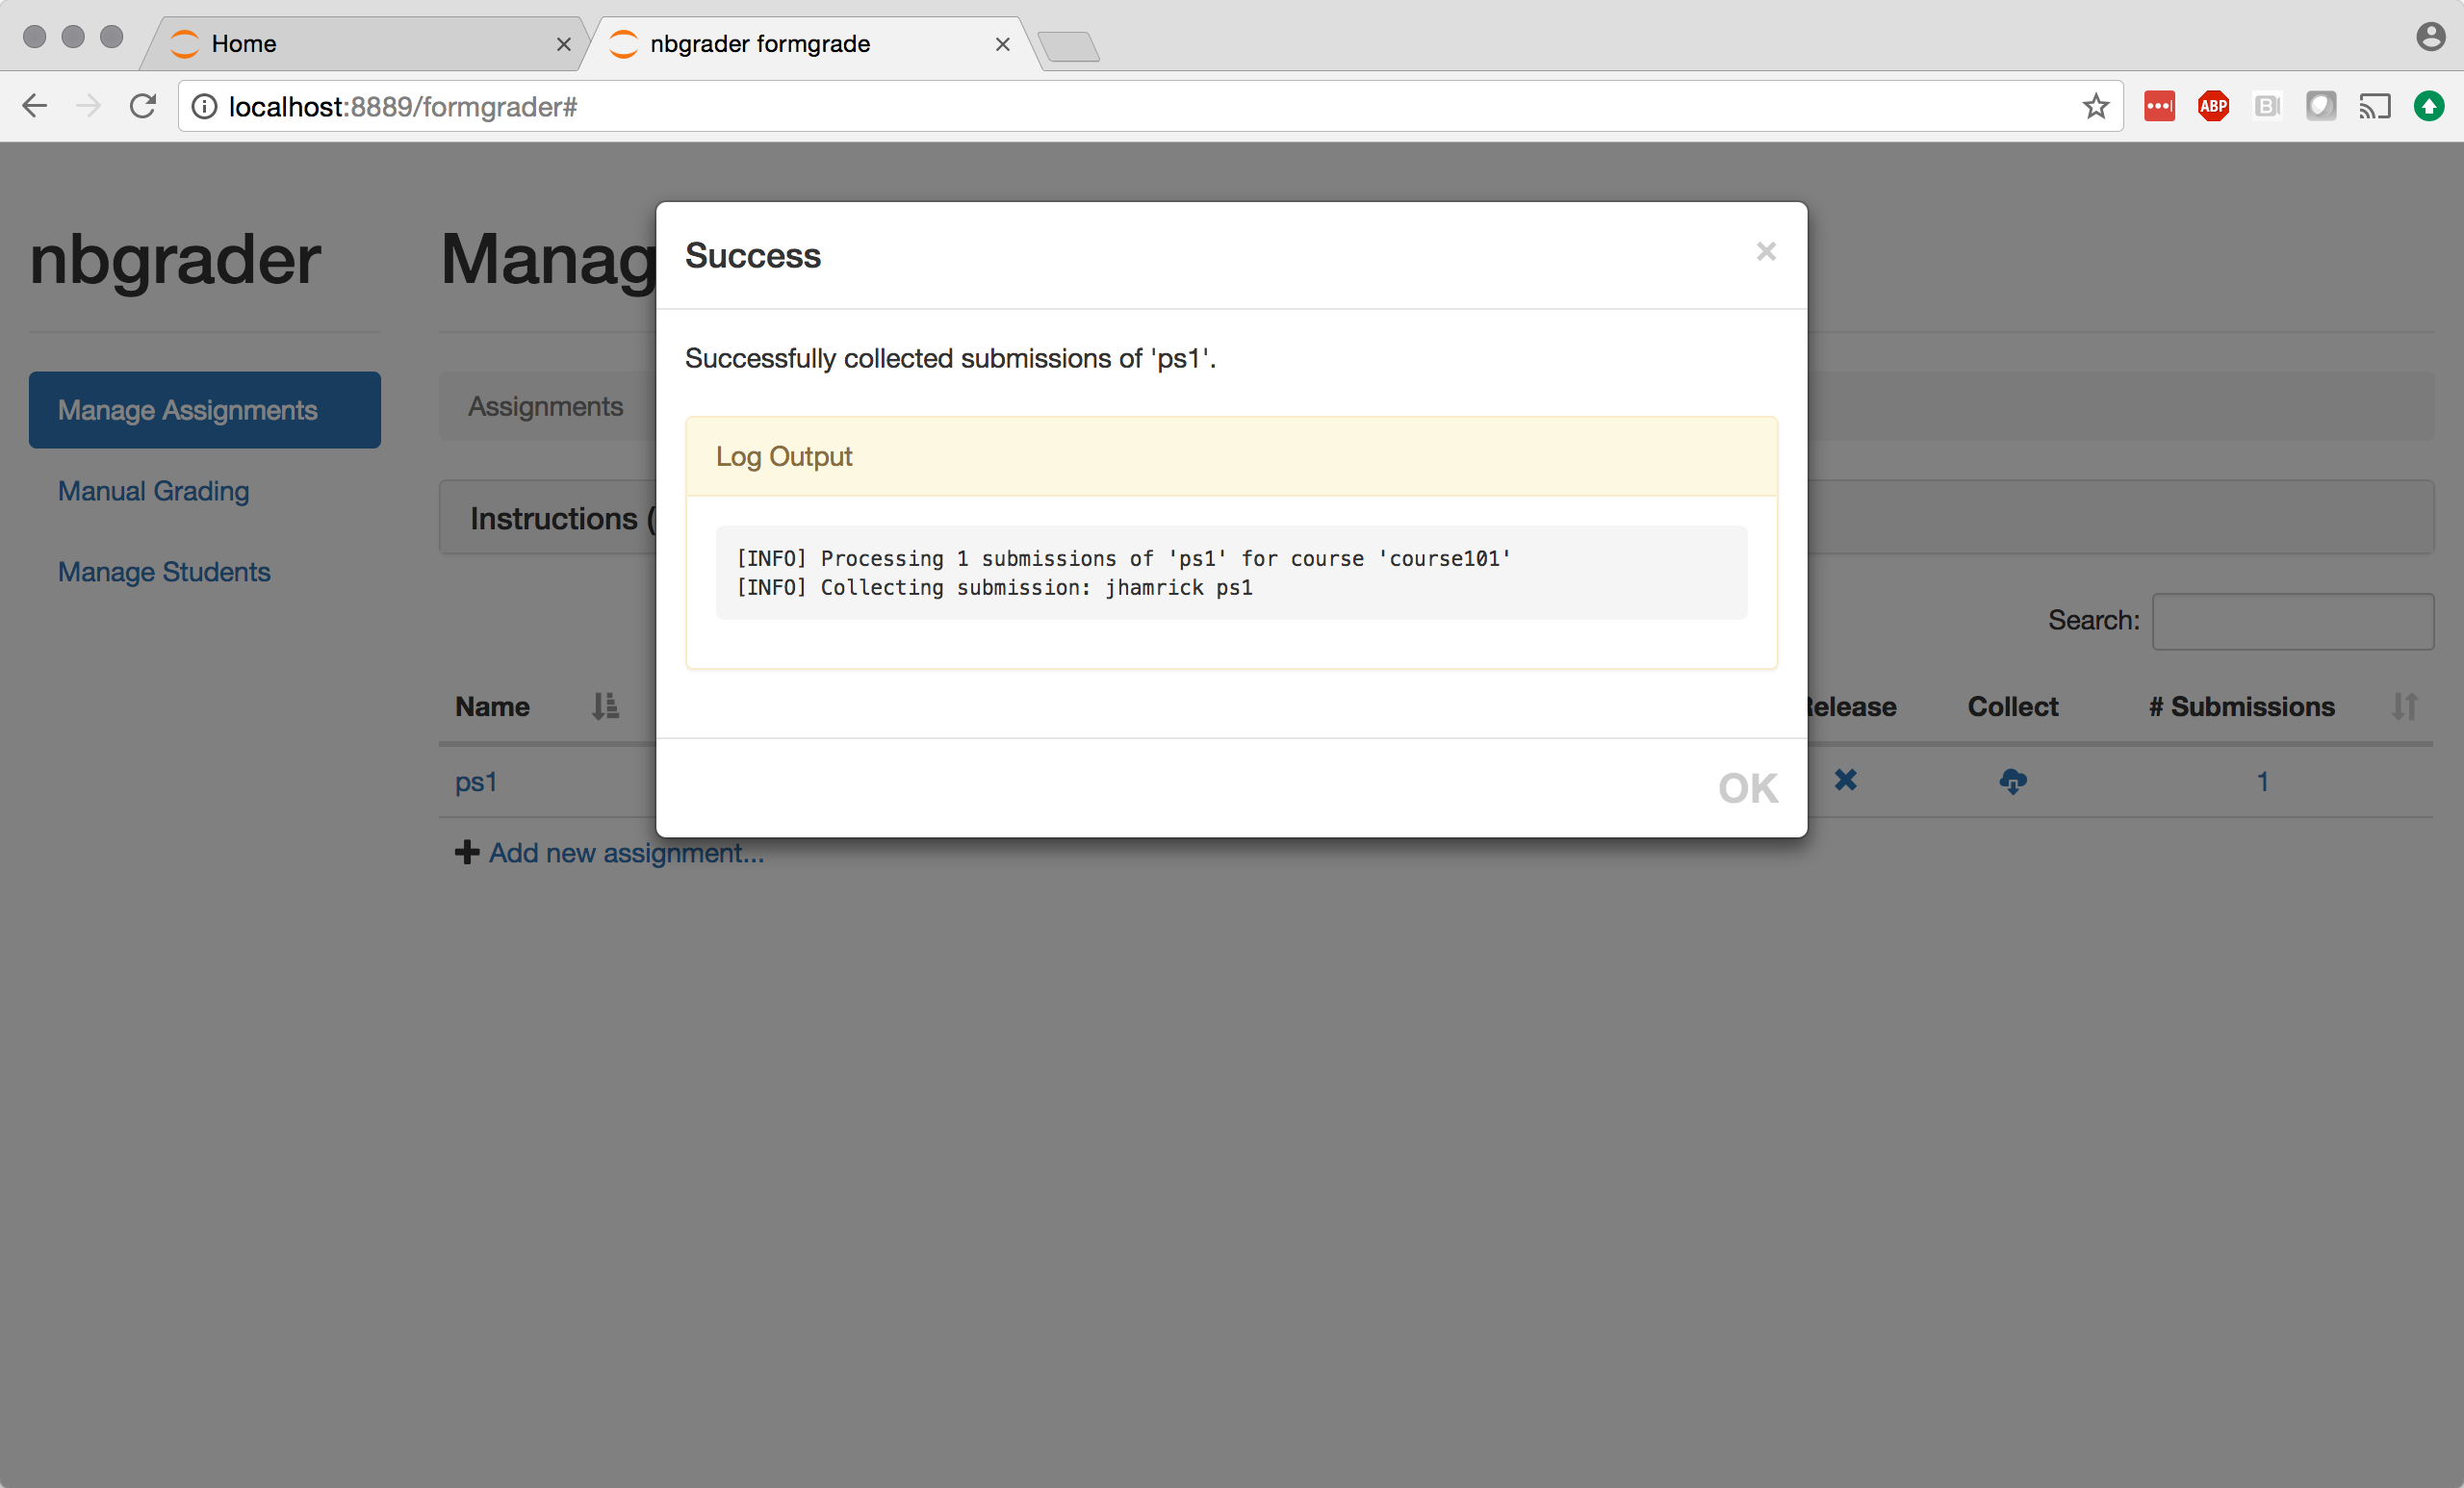 Home
nbgrader formgrade
localhost:8889/formgrader#
ABP
B
nbgrader
Manag
Manage Assignments
Manual Grading
Manage Students
Assignments
Instructions (
Search:
Name
Release
Collect
# Submissions
ps1
1
Add new assignment...
Success
×
Successfully collected submissions of 'ps1'.
Log Output
[INFO] Processing 1 submissions of 'ps1' for course 'course101'
[INFO] Collecting submission: jhamrick ps1
OK